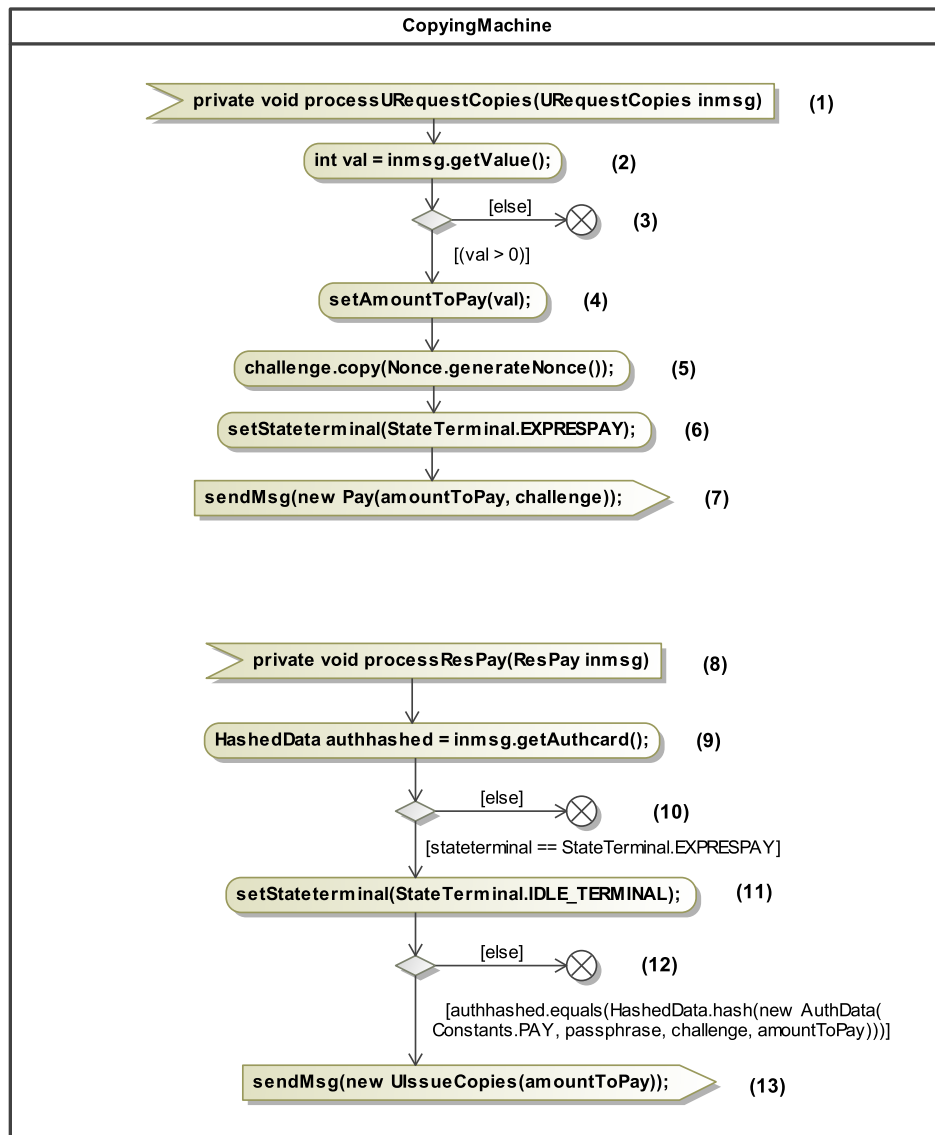 CopyingMachine
private void processURequestCopies(URequestCopies inmsg) (1)
int val = inmsg.getValue(); (2)
[else] (3)
[(val > 0)]
setAmountToPay(val); (4)
challenge.copy(Nonce.generateNonce()); (5)
setStateterminal(StateTerminal.EXPRESPAY); (6)
sendMsg(new Pay(amountToPay, challenge)); (7)
private void processResPay(ResPay inmsg) (8)
HashedData authhashed = inmsg.getAuthcard(); (9)
[else] (10)
[stateterminal == StateTerminal.EXPRESPAY]
setStateterminal(StateTerminal.IDLE_TERMINAL); (11)
[else] (12)
[authhashed.equals(HashedData.hash(new AuthData(
Constants.PAY, passphrase, challenge, amountToPay)))]
sendMsg(new UIssueCopies(amountToPay)); (13)